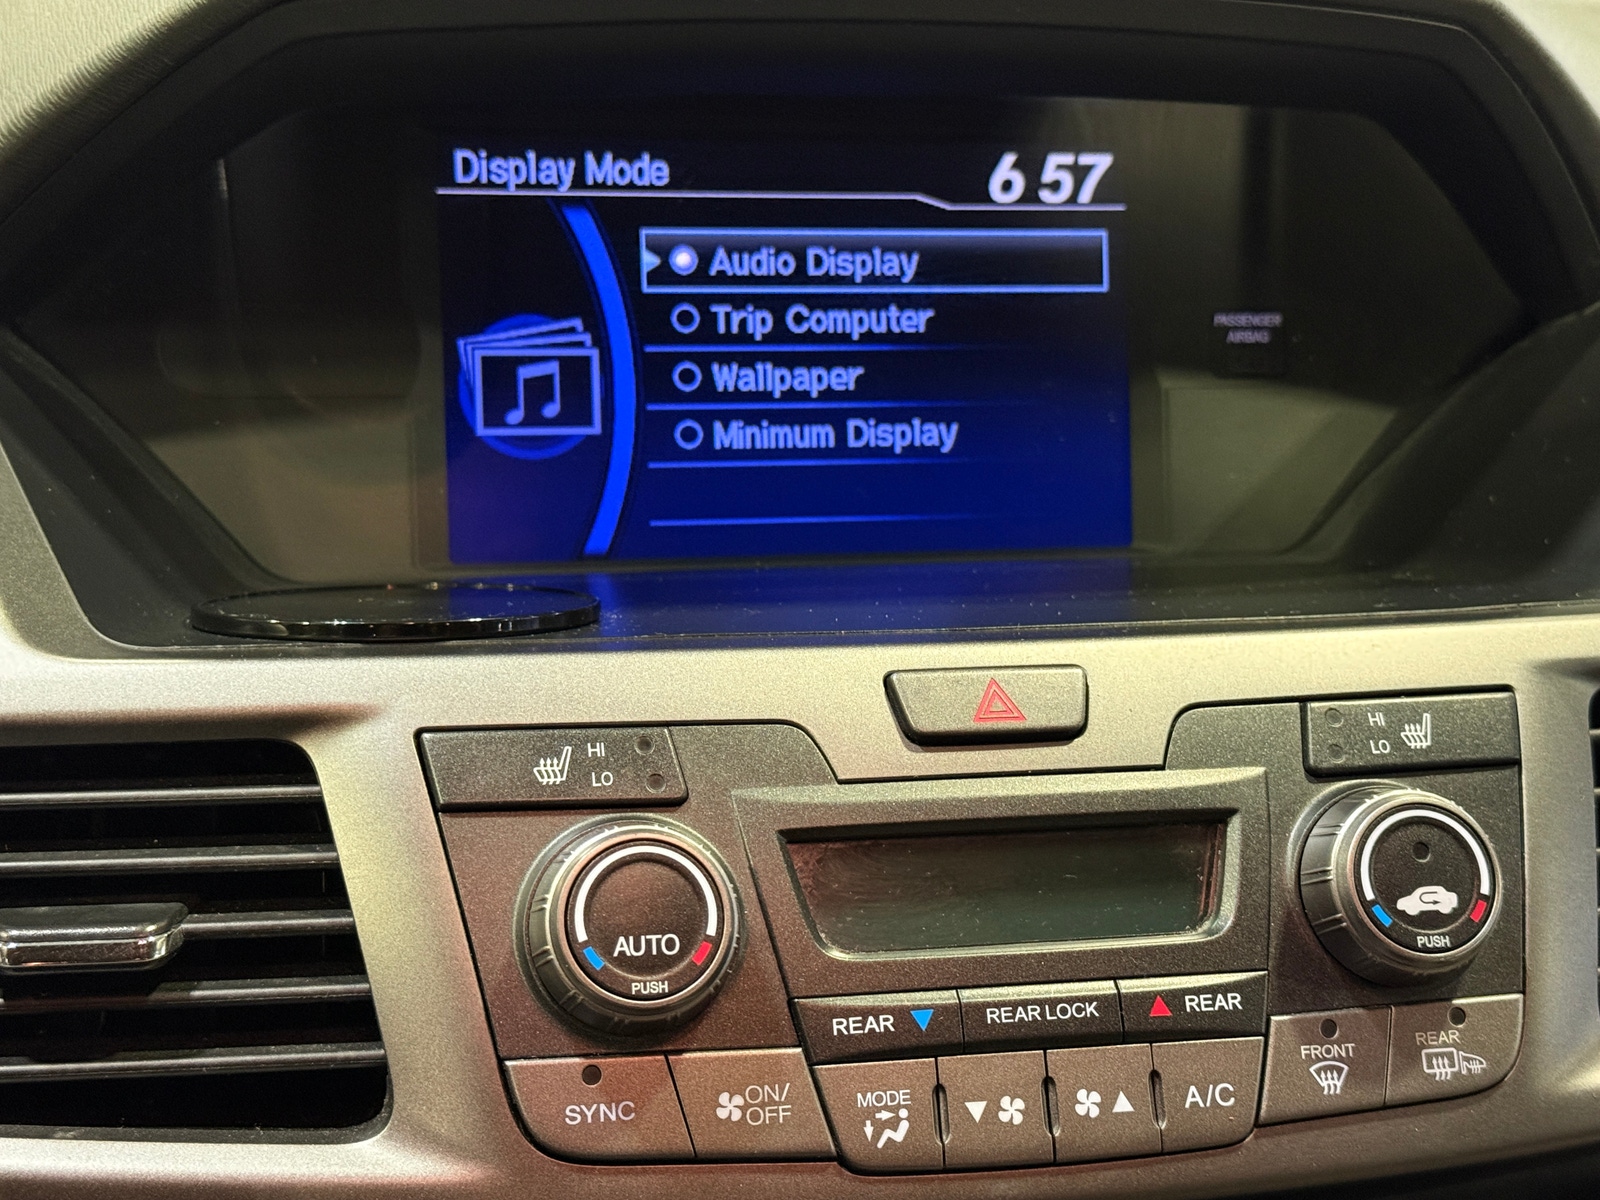 Display Mode
6 57
Audio Display
Trip Computer
Wallpaper
Minimum Display
PASSENGER
AIRBAG
HI
LO
HI
LO
AUTO
PUSH
PUSH
REAR
REAR LOCK
REAR
SYNC
ON/
OFF
MODE
A/C
FRONT
REAR